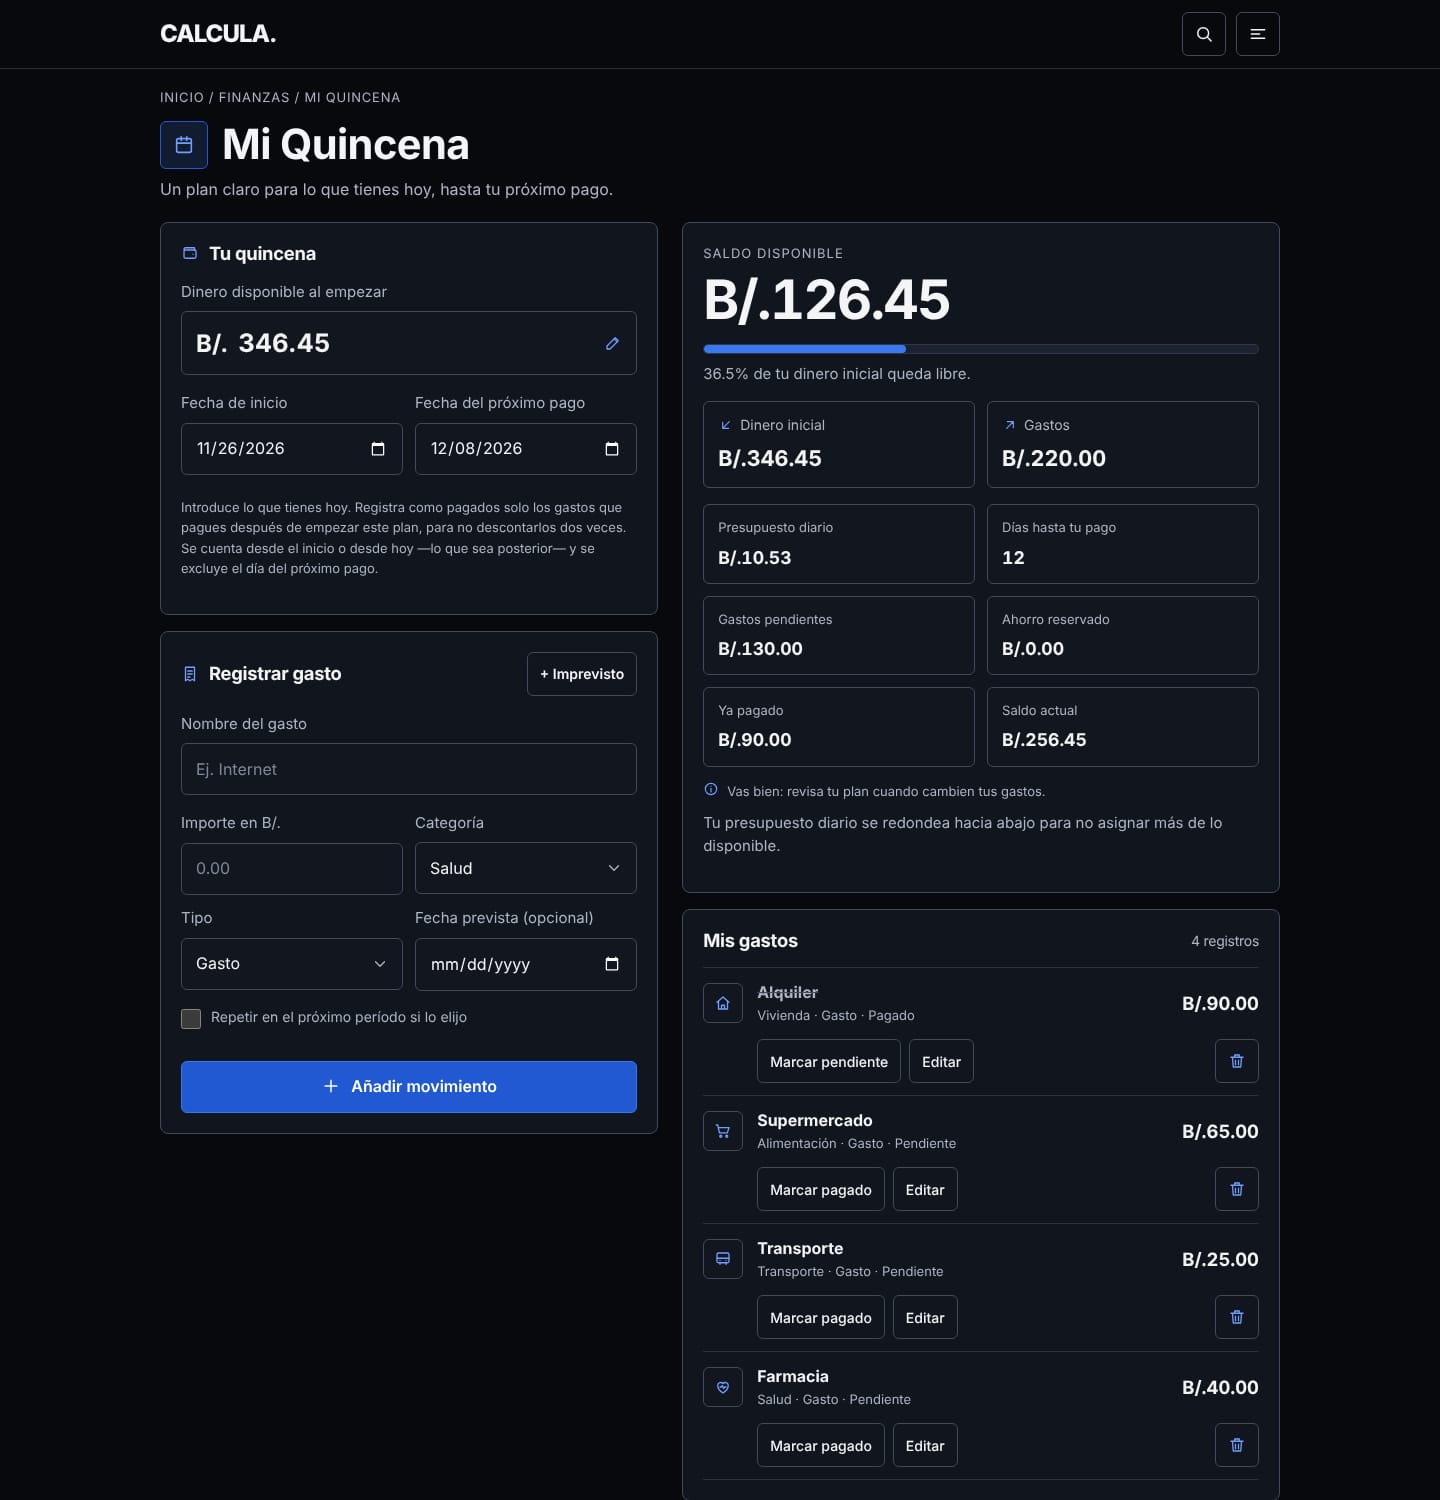 CALCULA.
INICIO / FINANZAS / MI QUINCENA
Mi Quincena
Un plan claro para lo que tienes hoy, hasta tu próximo pago.
Tu quincena
Dinero disponible al empezar
B/. 346.45
Fecha de inicio
Fecha del próximo pago
11/26/2026
12/08/2026
Introduce lo que tienes hoy. Registra como pagados solo los gastos que
pagues después de empezar este plan, para no descontarlos dos veces.
Se cuenta desde el inicio o desde hoy —lo que sea posterior— y se
excluye el día del próximo pago.
Registrar gasto
+ Imprevisto
Nombre del gasto
Ej. Internet
Importe en B/.
Categoría
0.00
Salud
Tipo
Fecha prevista (opcional)
Gasto
mm/dd/yyyy
Repetir en el próximo período si lo elijo
Añadir movimiento
SALDO DISPONIBLE
B/.126.45
36.5% de tu dinero inicial queda libre.
Dinero inicial
B/.346.45
Gastos
B/.220.00
Presupuesto diario
B/.10.53
Días hasta tu pago
12
Gastos pendientes
B/.130.00
Ahorro reservado
B/.0.00
Ya pagado
B/.90.00
Saldo actual
B/.256.45
Vas bien: revisa tu plan cuando cambien tus gastos.
Tu presupuesto diario se redondea hacia abajo para no asignar más de lo
disponible.
Mis gastos
4 registros
Alquiler
Vivienda · Gasto · Pagado
B/.90.00
Marcar pendiente
Editar
Supermercado
Alimentación · Gasto · Pendiente
B/.65.00
Marcar pagado
Editar
Transporte
Transporte · Gasto · Pendiente
B/.25.00
Marcar pagado
Editar
Farmacia
Salud · Gasto · Pendiente
B/.40.00
Marcar pagado
Editar